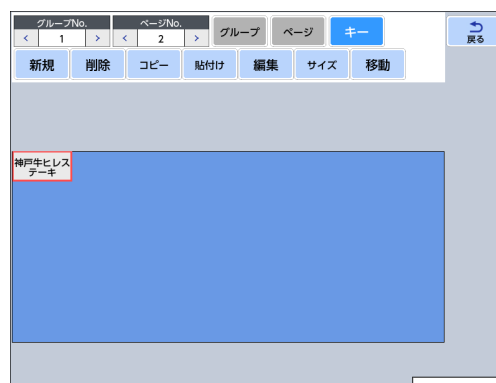 グループNo. ページNo.
< 1 > < 2 > グループ ページ キー 戻る
新規 削除 コピー 貼付け 編集 サイズ 移動
神戸牛ヒレス
テーキ